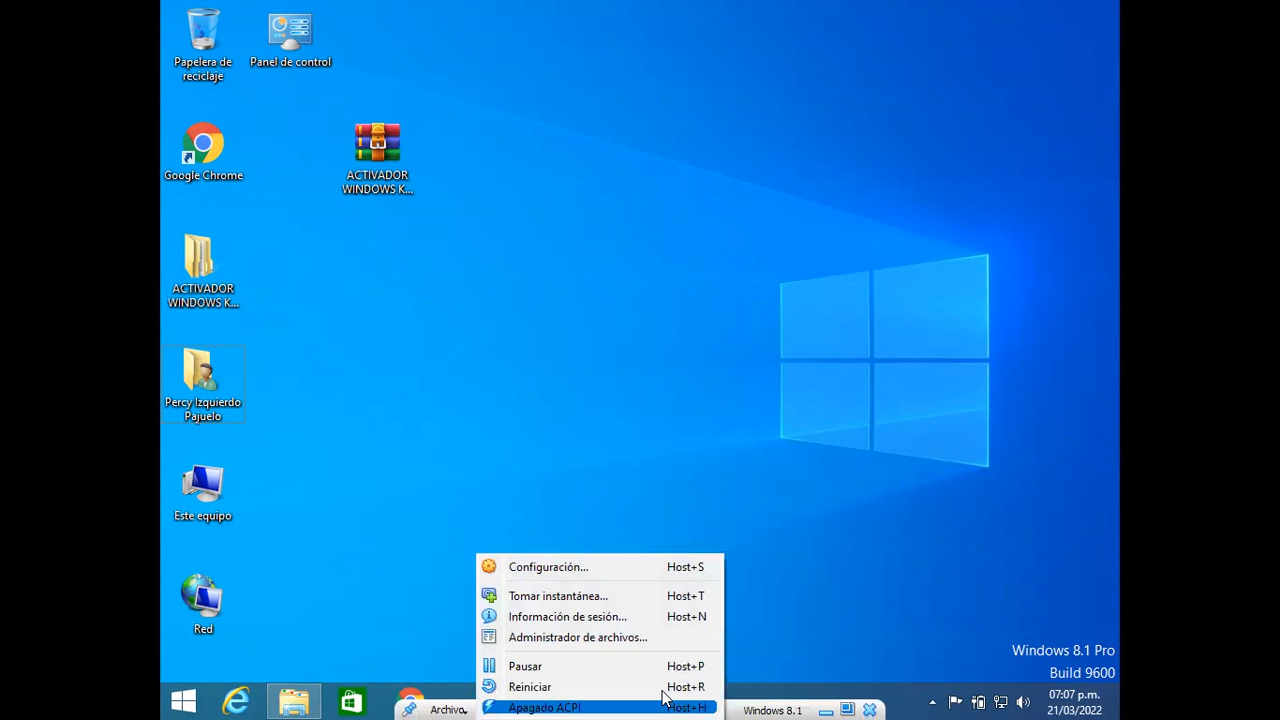 Papelera de
reciclaje
Panel de control
Google Chrome
ACTIVADOR
WINDOWS K...
ACTIVADOR
WINDOWS K...
Percy Izquierdo
Pajuelo
Este equipo
Red
Configuración... Host+S
Tomar instantánea... Host+T
Información de sesión... Host+N
Administrador de archivos...
Pausar Host+P
Reiniciar Host+R
Apagado ACPI Host+H
Windows 8.1 Pro
Build 9600
Archivo
Windows 8.1
07:07 p.m.
21/03/2022